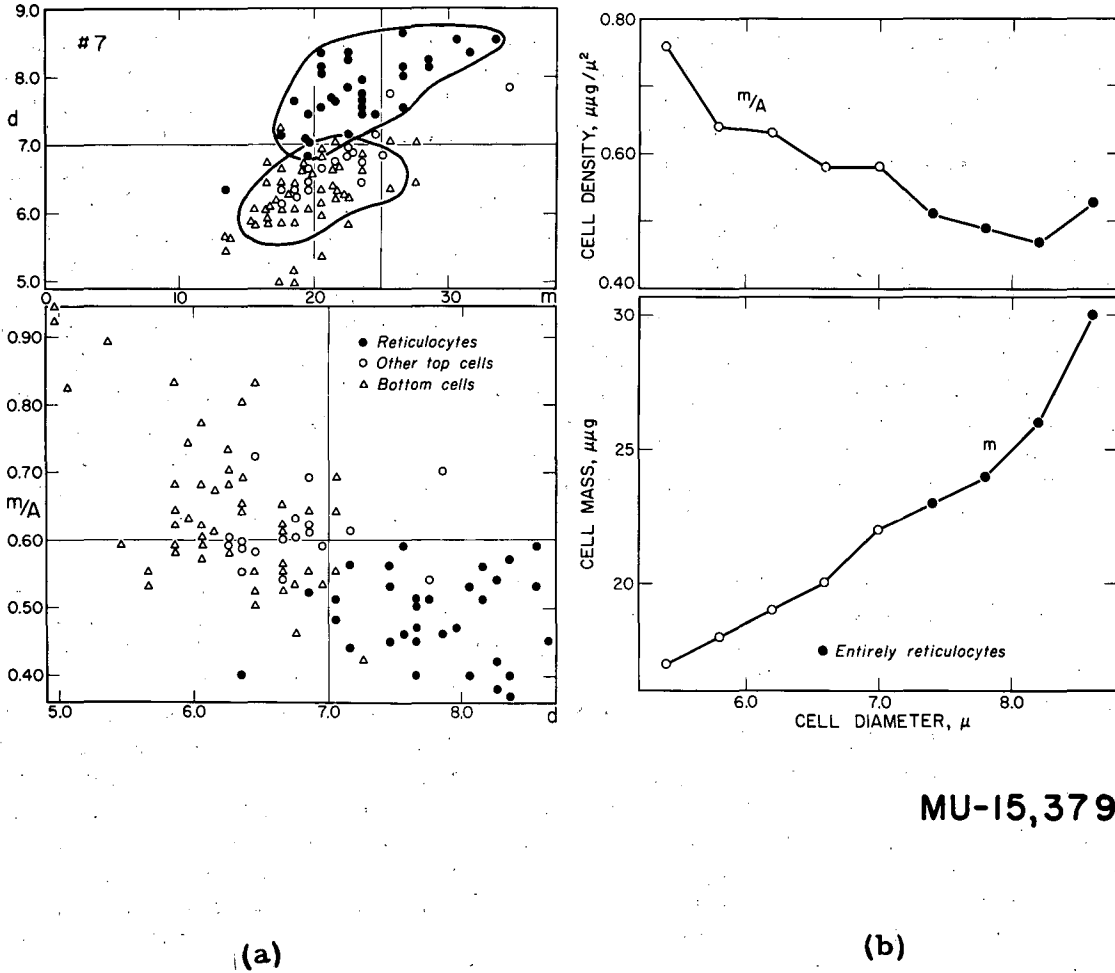 #7
9.0
8.0
d
7.0
6.0
5.0
0
10
20
30
m
0.90
0.80
0.70
m/A
0.60
0.50
0.40
5.0
6.0
7.0
8.0
d
● Reticulocytes
○ Other top cells
△ Bottom cells
(a)
0.80
0.60
0.40
CELL DENSITY, μμg/μ²
m/A
30
25
20
CELL MASS, μμg
m
● Entirely reticulocytes
6.0
7.0
8.0
CELL DIAMETER, μ
MU-15,379
(b)